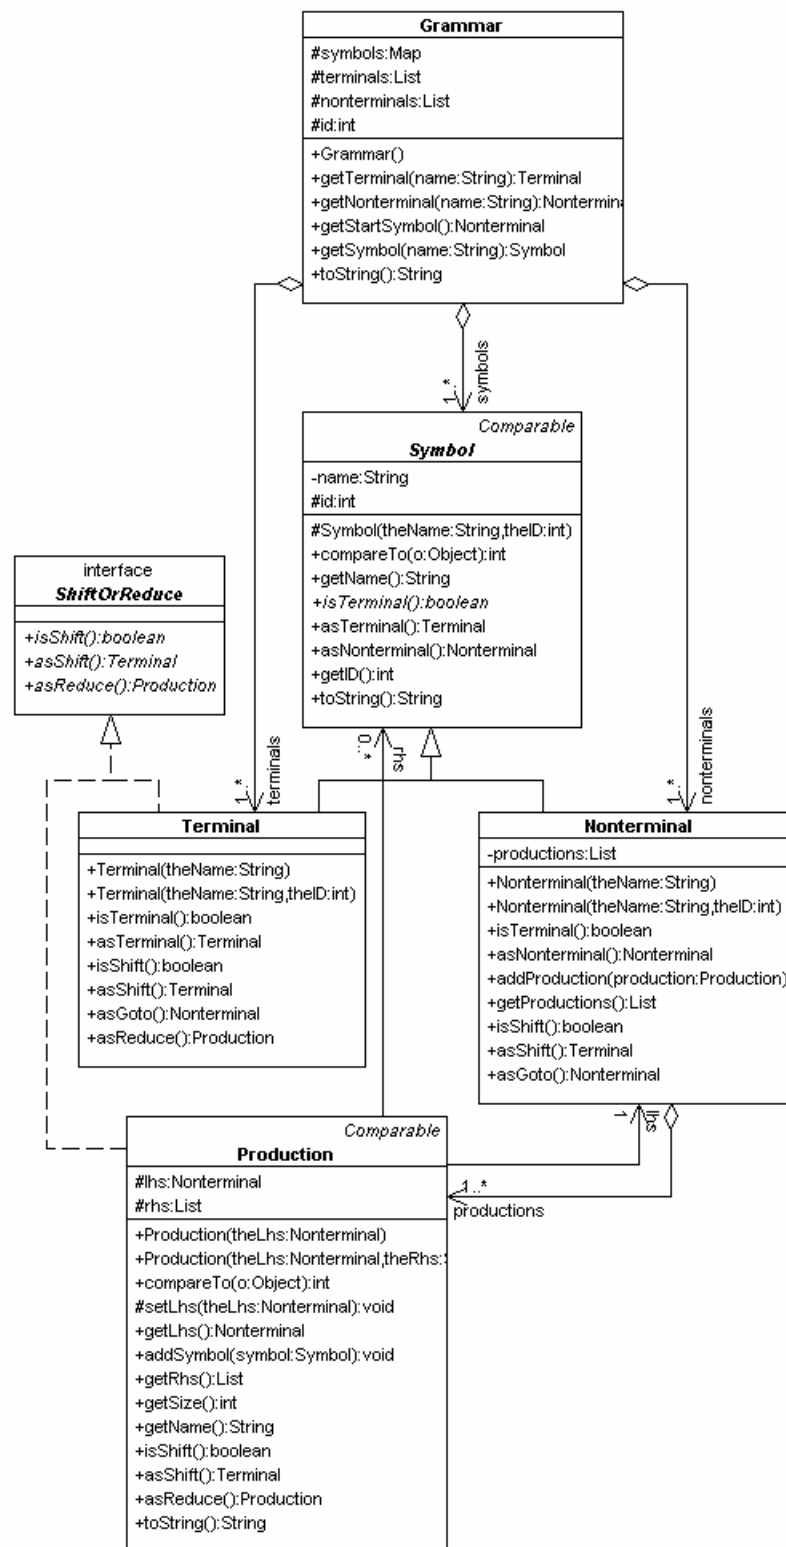 Grammar
#symbols:Map
#terminals:List
#nonterminals:List
#id:int
+Grammar()
+getTerminal(name:String):Terminal
+getNonterminal(name:String):Nontermina
+getStartSymbol():Nonterminal
+getSymbol(name:String):Symbol
+toString():String
symbols
1..*
Comparable
Symbol
-name:String
#id:int
#Symbol(theName:String,theID:int)
+compareTo(o:Object):int
+getName():String
+isTerminal():boolean
+asTerminal():Terminal
+asNonterminal():Nonterminal
+getID():int
+toString():String
interface
ShiftOrReduce
+isShift():boolean
+asShift():Terminal
+asReduce():Production
1..*
terminals
0..*
rhs
1..*
nonterminals
Terminal
+Terminal(theName:String)
+Terminal(theName:String,theID:int)
+isTerminal():boolean
+asTerminal():Terminal
+isShift():boolean
+asShift():Terminal
+asGoto():Nonterminal
+asReduce():Production
Nonterminal
-productions:List
+Nonterminal(theName:String)
+Nonterminal(theName:String,theID:int)
+isTerminal():boolean
+asNonterminal():Nonterminal
+addProduction(production:Production)
+getProductions():List
+isShift():boolean
+asShift():Terminal
+asGoto():Nonterminal
1
lhs
1..*
productions
Comparable
Production
#lhs:Nonterminal
#rhs:List
+Production(theLhs:Nonterminal)
+Production(theLhs:Nonterminal,theRhs:
+compareTo(o:Object):int
#setLhs(theLhs:Nonterminal):void
+getLhs():Nonterminal
+addSymbol(symbol:Symbol):void
+getRhs():List
+getSize():int
+getName():String
+isShift():boolean
+asShift():Terminal
+asReduce():Production
+toString():String